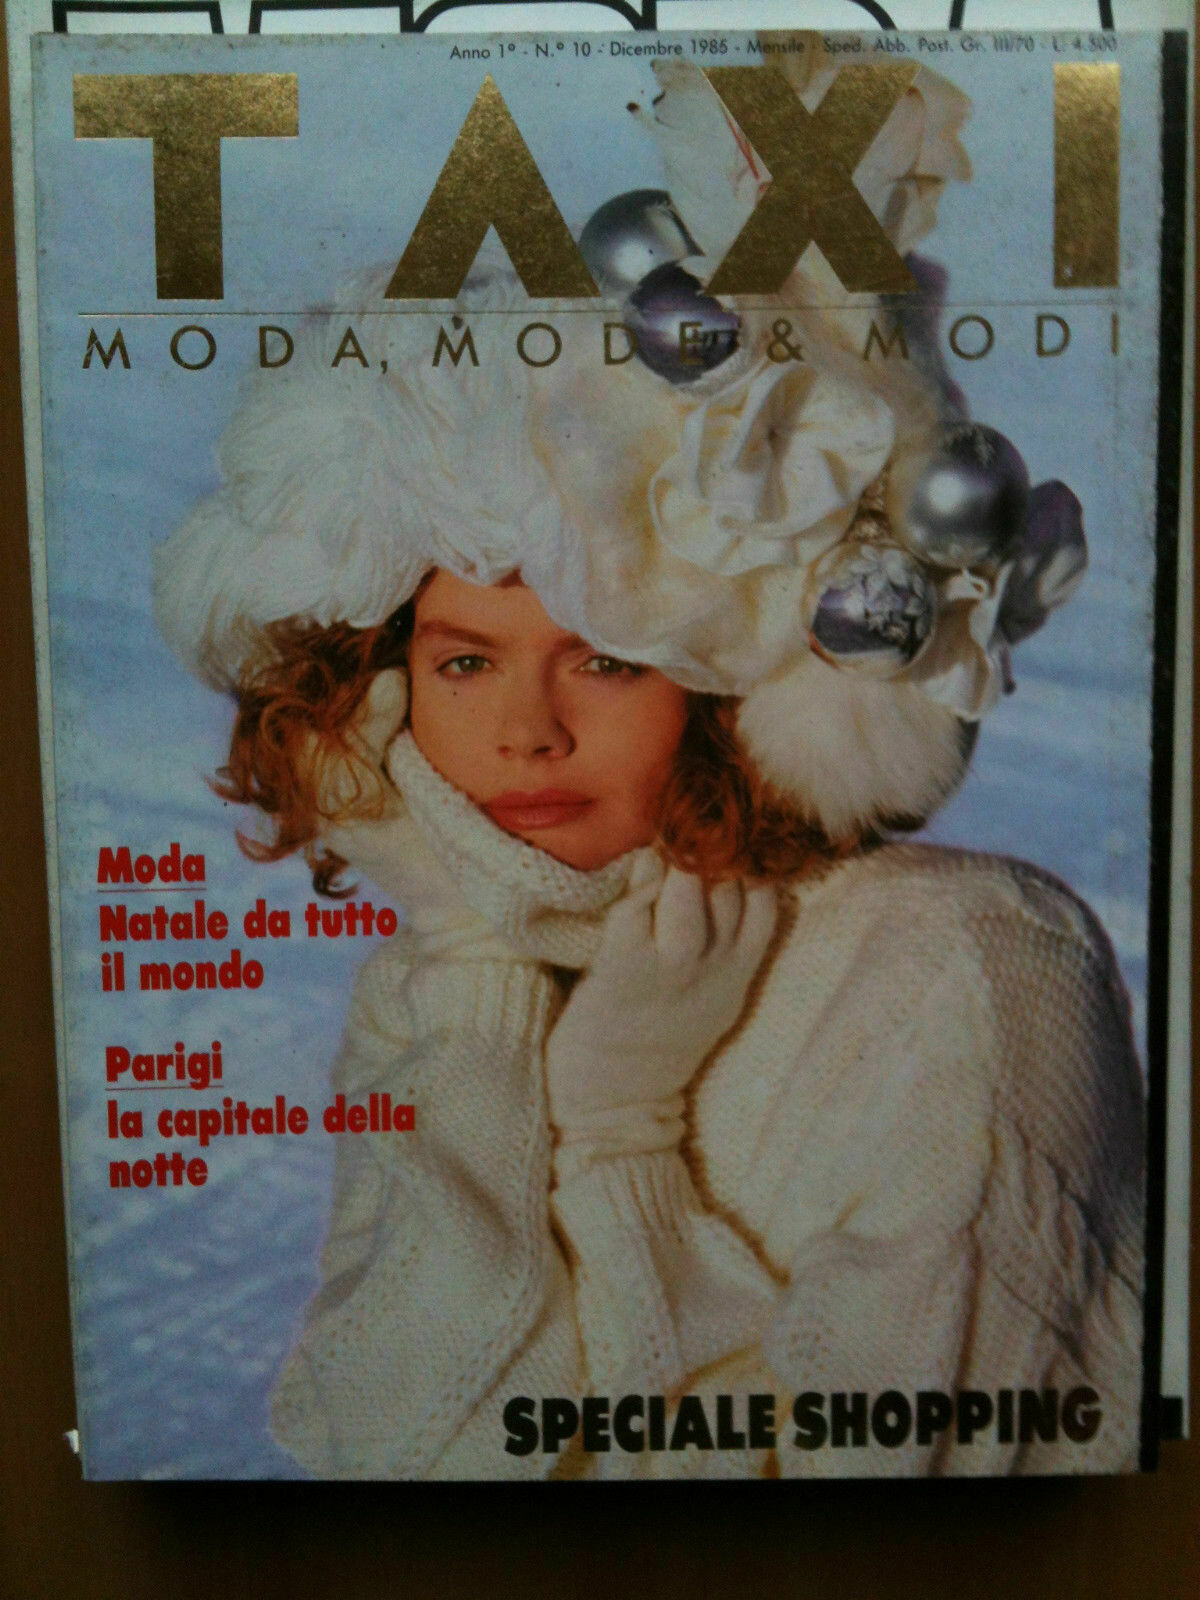 Anno 1° - N.° 10 - Dicembre 1985 - Mensile - Sped. Abb. Post. Gr. III/70 - L. 4.500
TAXI
MODA, MODE & MODI
Moda
Natale da tutto
il mondo
Parigi
la capitale della
notte
SPECIALE SHOPPING